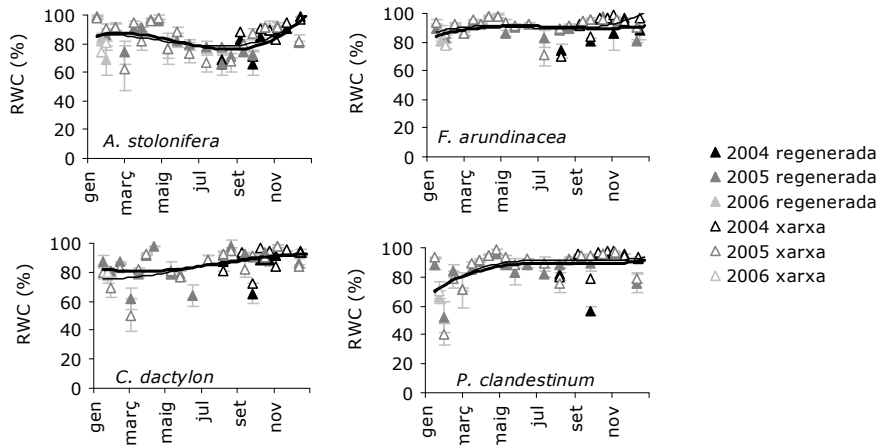 RWC (%)
100
80
60
40
20
0
A. stolonifera
gen
març
maig
jul
set
nov
RWC (%)
100
80
60
40
20
0
F. arundinacea
gen
març
maig
jul
set
nov
2004 regenerada
2005 regenerada
2006 regenerada
2004 xarxa
2005 xarxa
2006 xarxa
RWC (%)
100
80
60
40
20
0
C. dactylon
gen
març
maig
jul
set
nov
RWC (%)
100
80
60
40
20
0
P. clandestinum
gen
març
maig
jul
set
nov